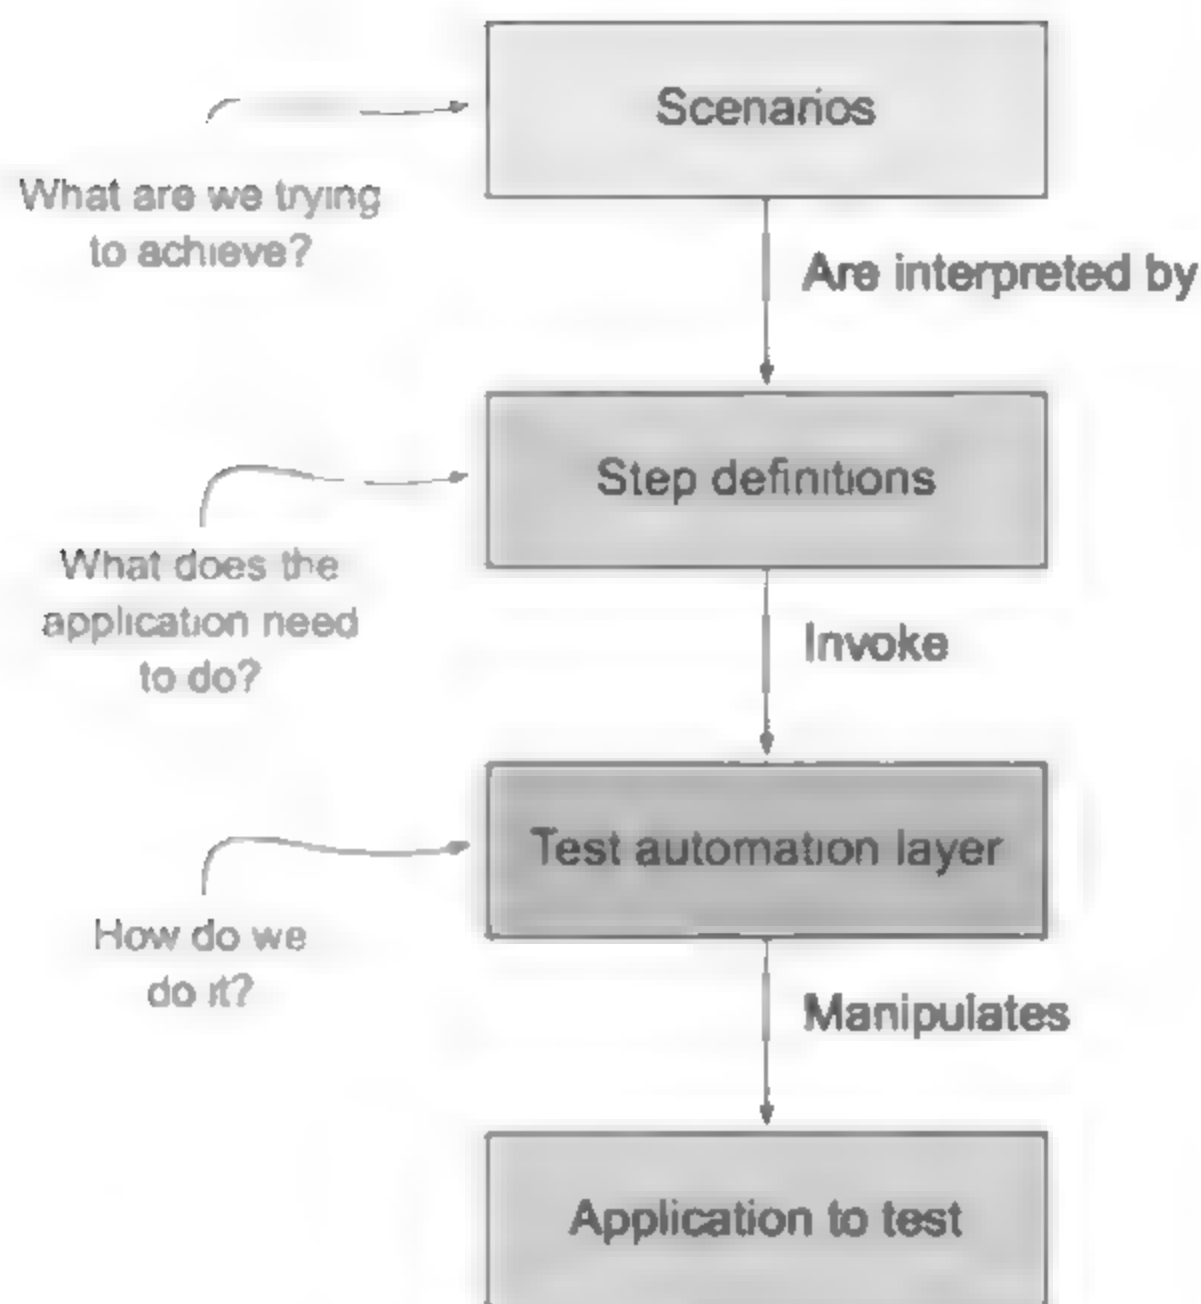 Scenarios
What are we trying
to achieve?
Are interpreted by
Step definitions
What does the
application need
to do?
Invoke
Test automation layer
How do we
do it?
Manipulates
Application to test